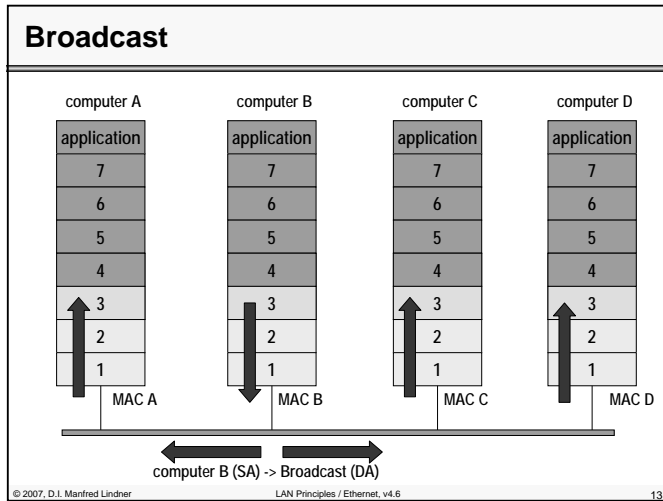 Broadcast
computer A computer B computer C computer D
application application application application
7 7 7 7
6 6 6 6
5 5 5 5
4 4 4 4
3 3 3 3
2 2 2 2
1 1 1 1
MAC A MAC B MAC C MAC D
computer B (SA) -> Broadcast (DA)
© 2007, D.I. Manfred Lindner LAN Principles / Ethernet, v4.6 13